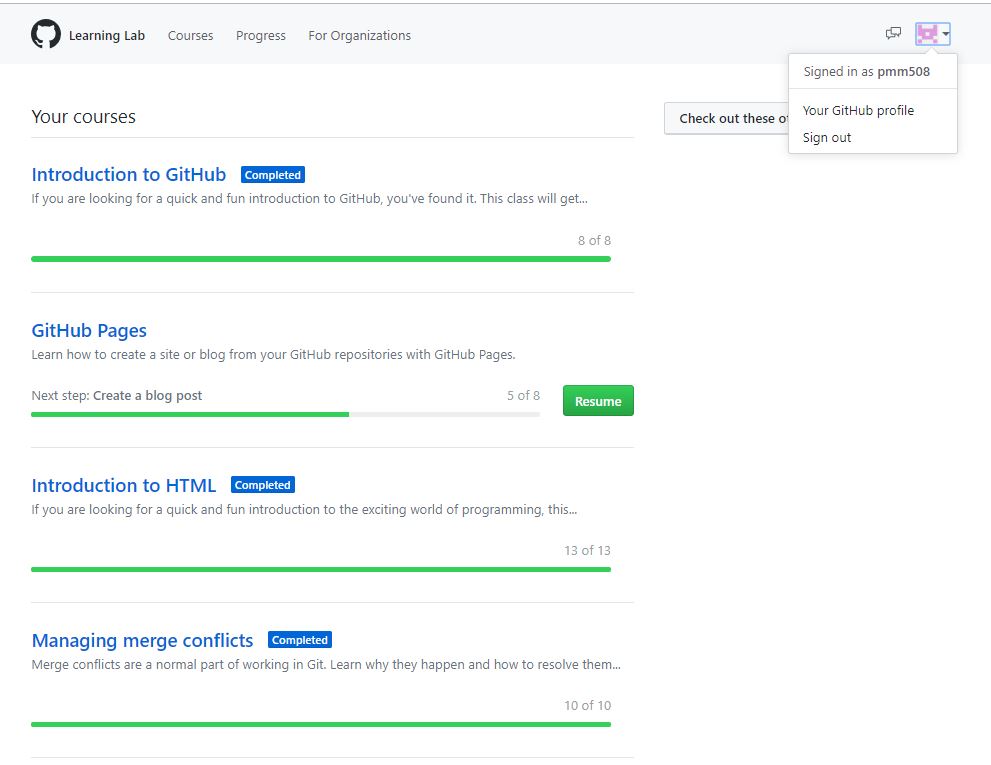 Learning Lab Courses Progress For Organizations
Signed in as pmm508
Your GitHub profile
Sign out
Your courses
Check out these
Introduction to GitHub Completed
If you are looking for a quick and fun introduction to GitHub, you've found it. This class will get...
8 of 8
GitHub Pages
Learn how to create a site or blog from your GitHub repositories with GitHub Pages.
Next step: Create a blog post 5 of 8
Resume
Introduction to HTML Completed
If you are looking for a quick and fun introduction to the exciting world of programming, this...
13 of 13
Managing merge conflicts Completed
Merge conflicts are a normal part of working in Git. Learn why they happen and how to resolve them...
10 of 10